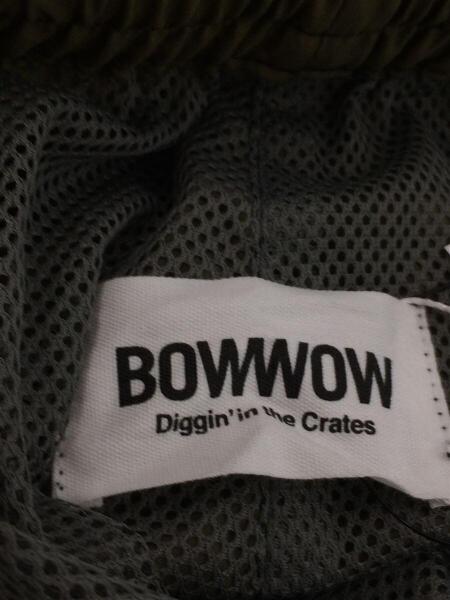 BOWWOW
Diggin' in the Crates